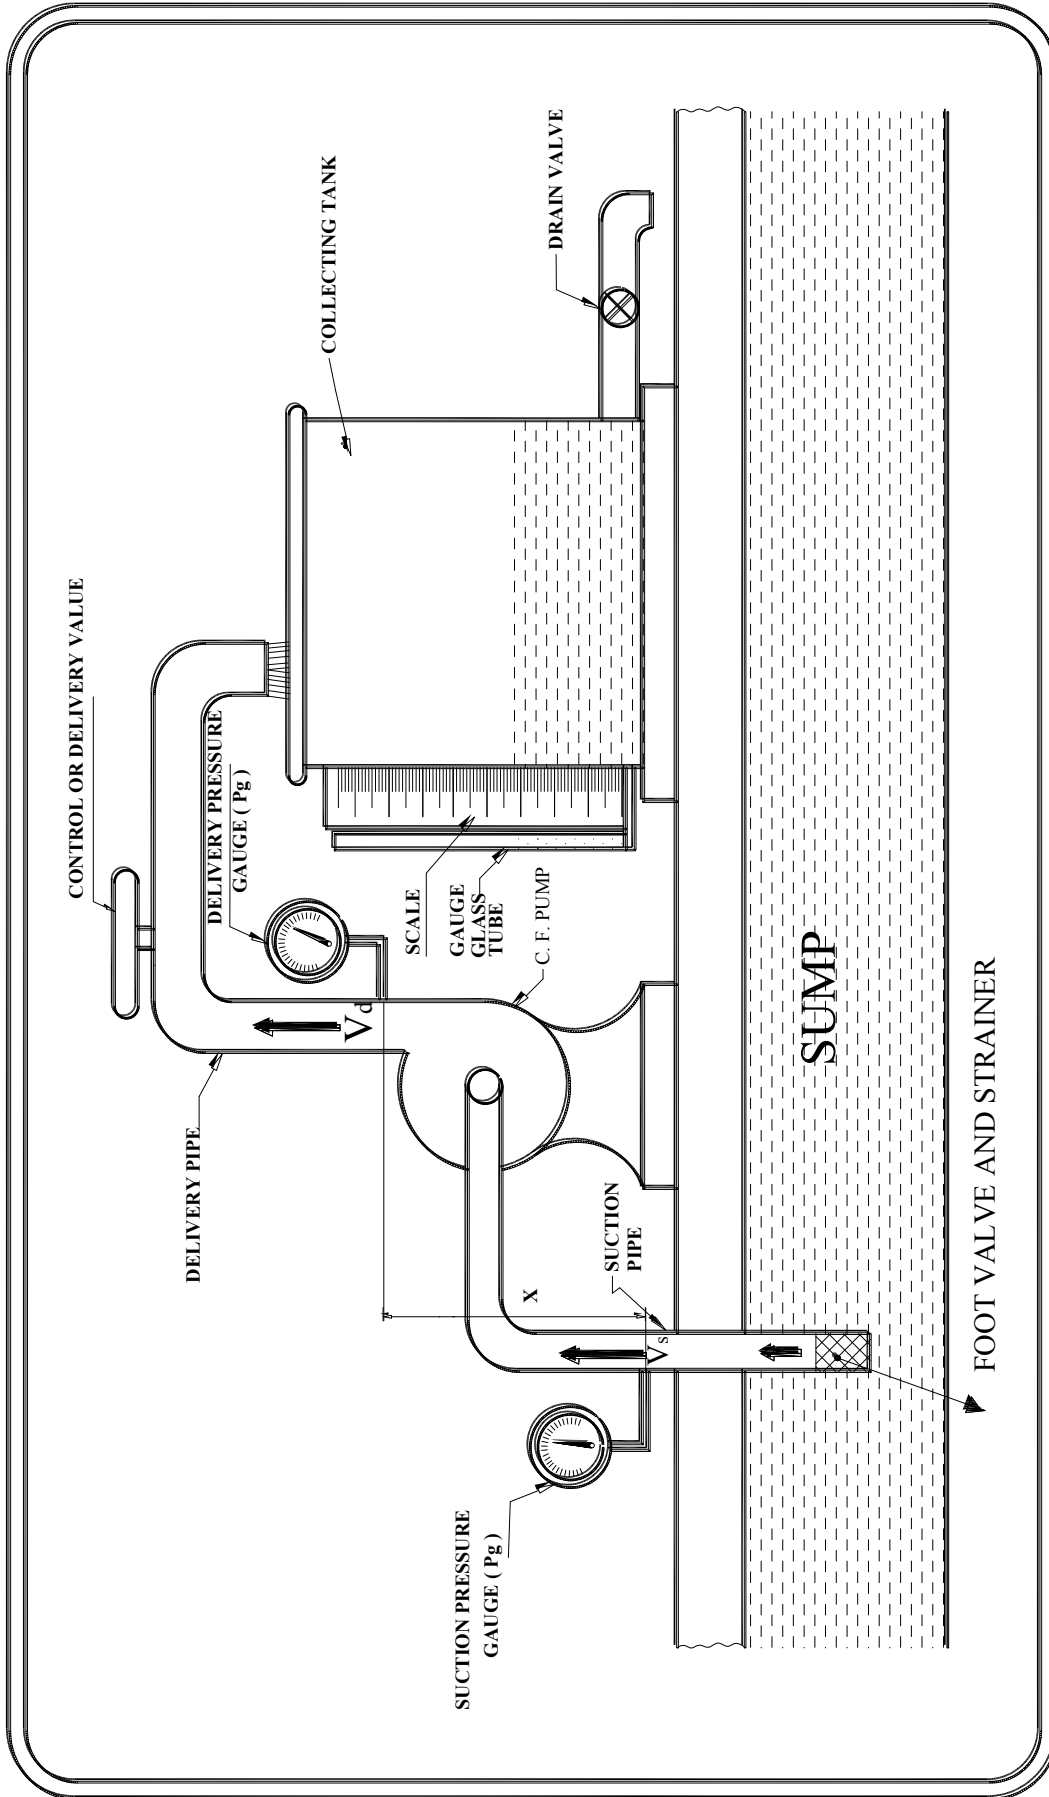 CONTROL OR DELIVERY VALUE
COLLECTING TANK
DELIVERY PRESSURE
GAUGE ( Pg )
DRAIN VALVE
DELIVERY PIPE
Vd
SCALE
GAUGE
GLASS
TUBE
C. F. PUMP
SUCTION PRESSURE
GAUGE ( Pg )
X
SUCTION
PIPE
Vs
SUMP
FOOT VALVE AND STRAINER